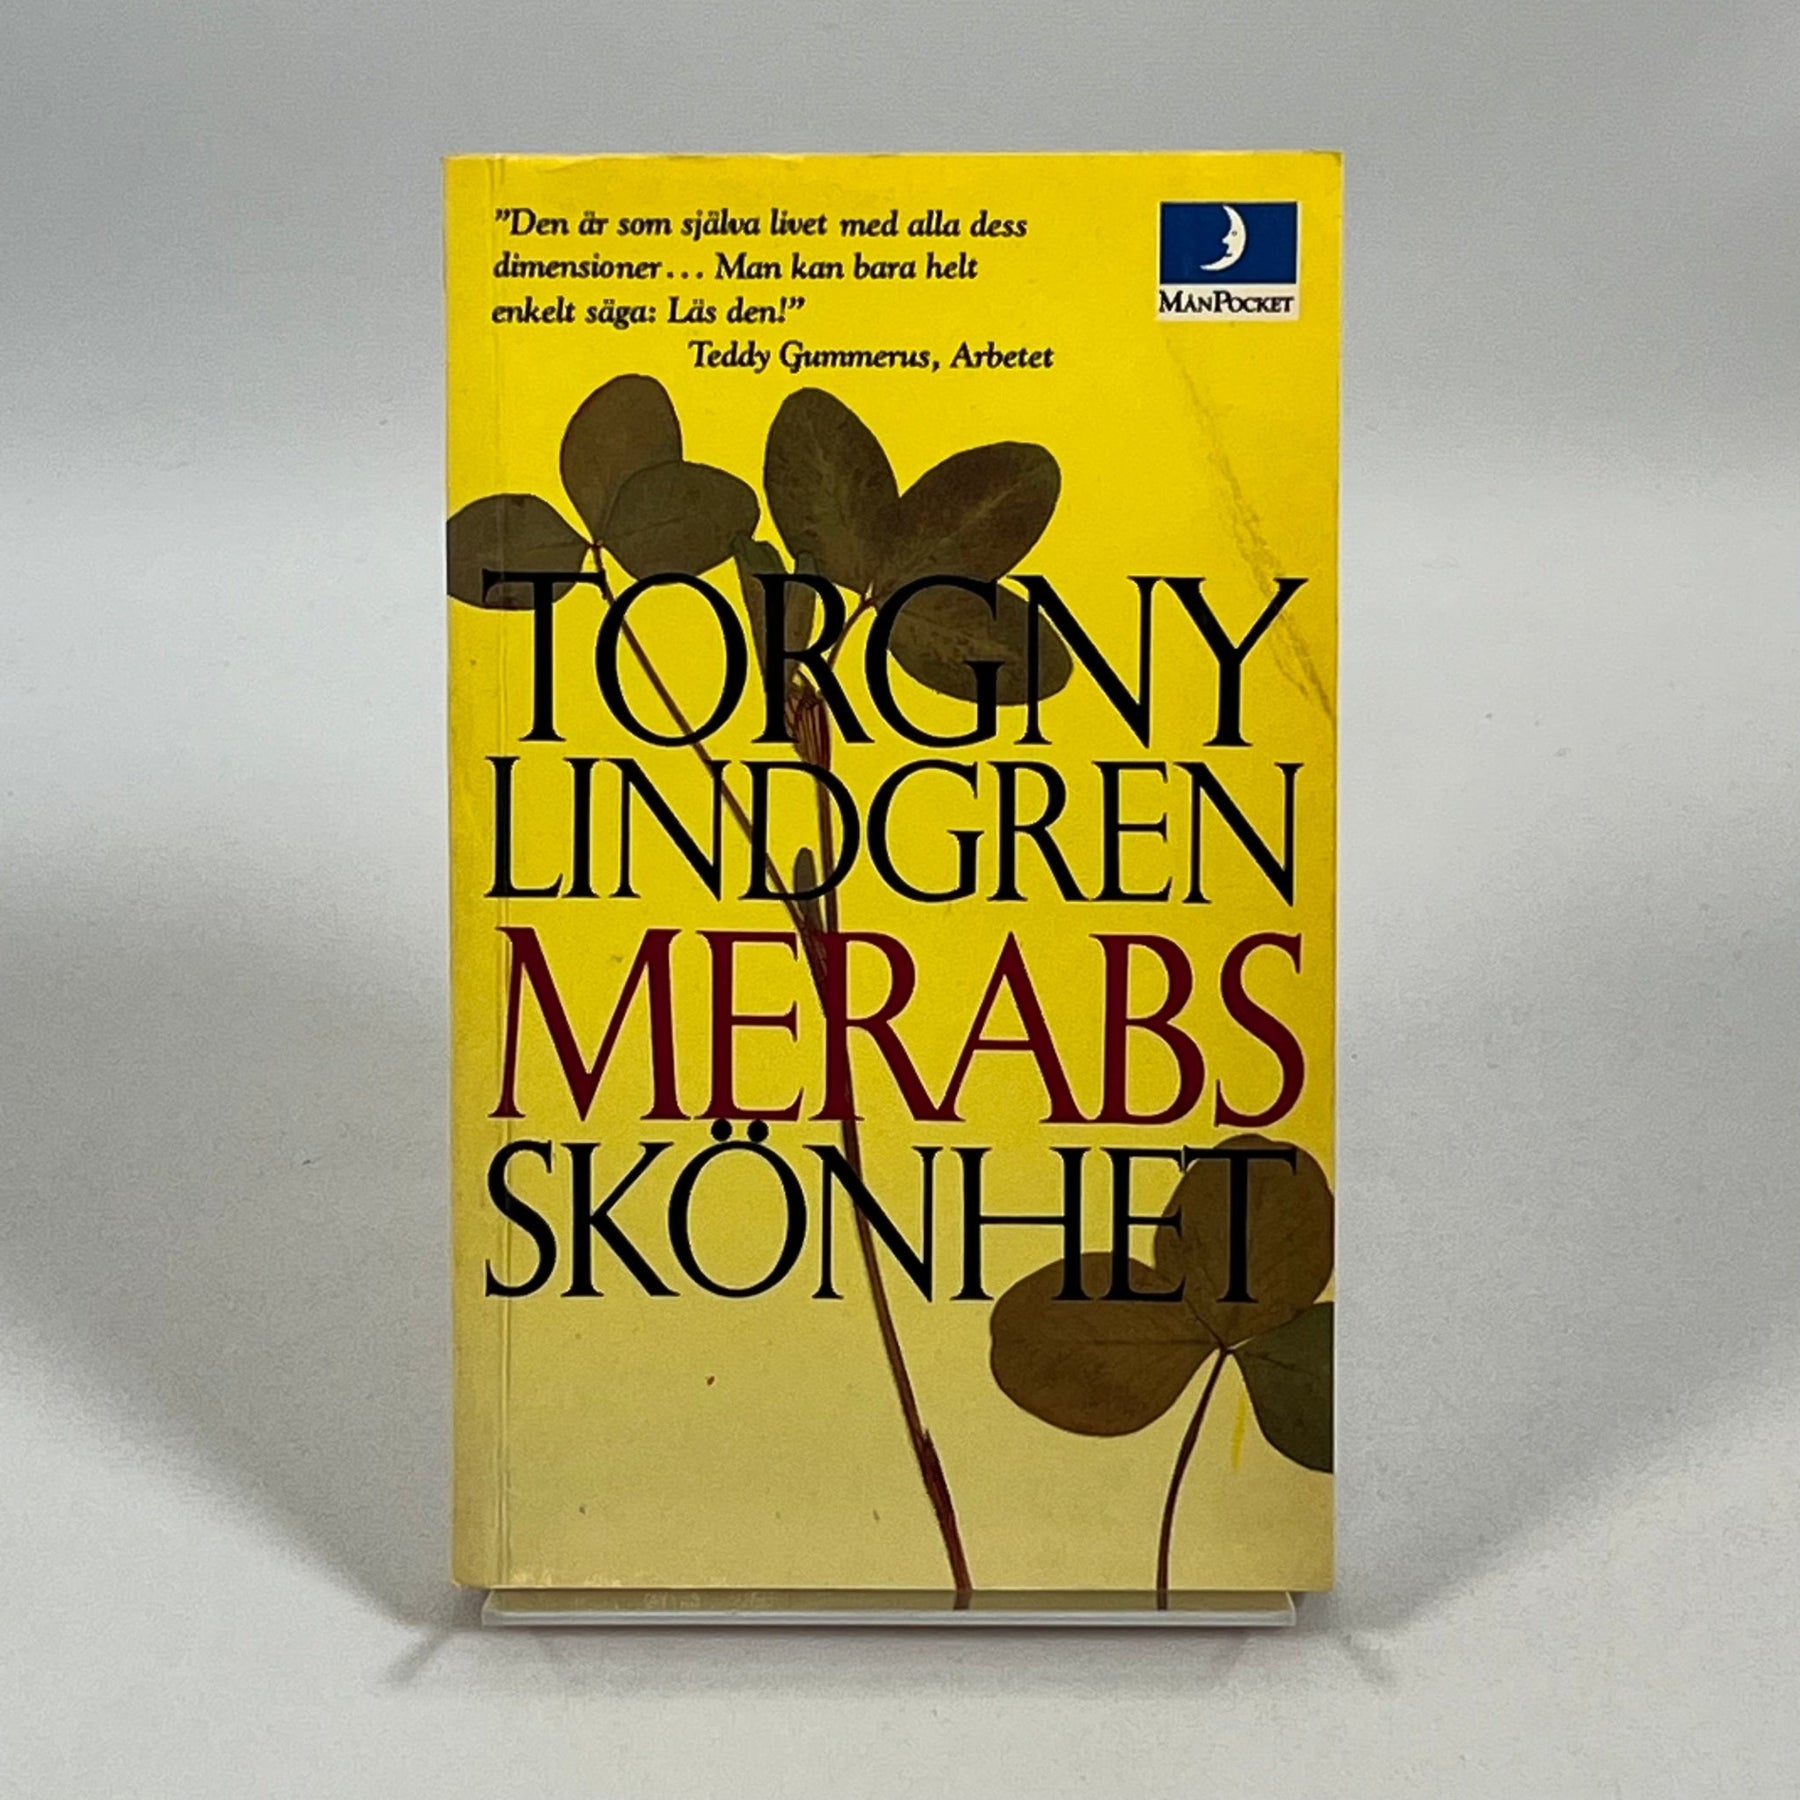 ”Den är som själva livet med alla dess
dimensioner... Man kan bara helt
enkelt säga: Läs den!”
Teddy Gummerus, Arbetet
MÅNPOCKET
TORGNY
LINDGREN
MERABS
SKÖNHET